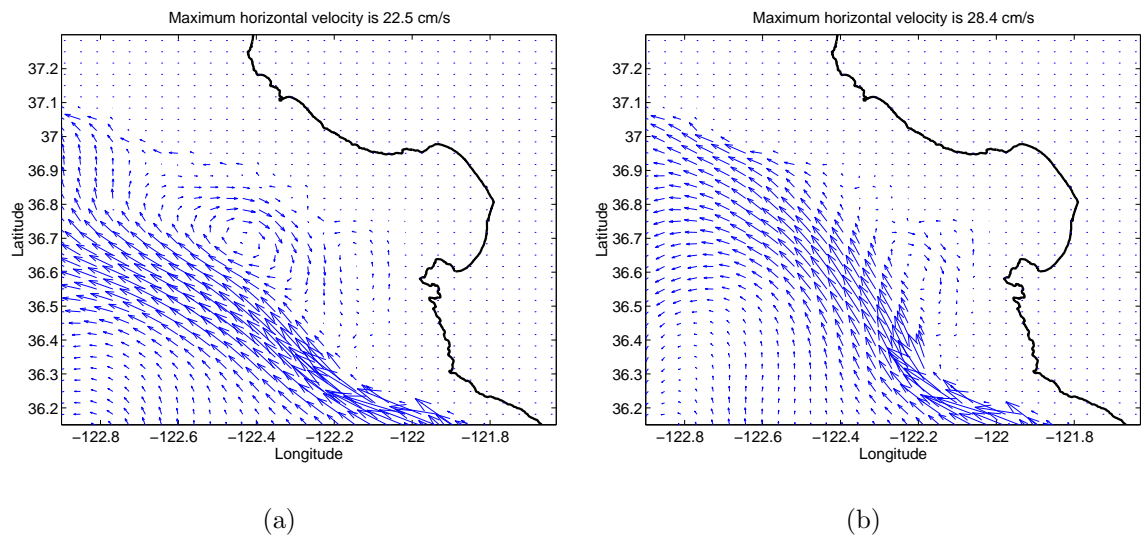 Maximum horizontal velocity is 22.5 cm/s
37.2
37.1
37
36.9
36.8
36.7
36.6
36.5
36.4
36.3
36.2
Latitude
−122.8 −122.6 −122.4 −122.2 −122 −121.8
Longitude
(a)
Maximum horizontal velocity is 28.4 cm/s
37.2
37.1
37
36.9
36.8
36.7
36.6
36.5
36.4
36.3
36.2
Latitude
−122.8 −122.6 −122.4 −122.2 −122 −121.8
Longitude
(b)